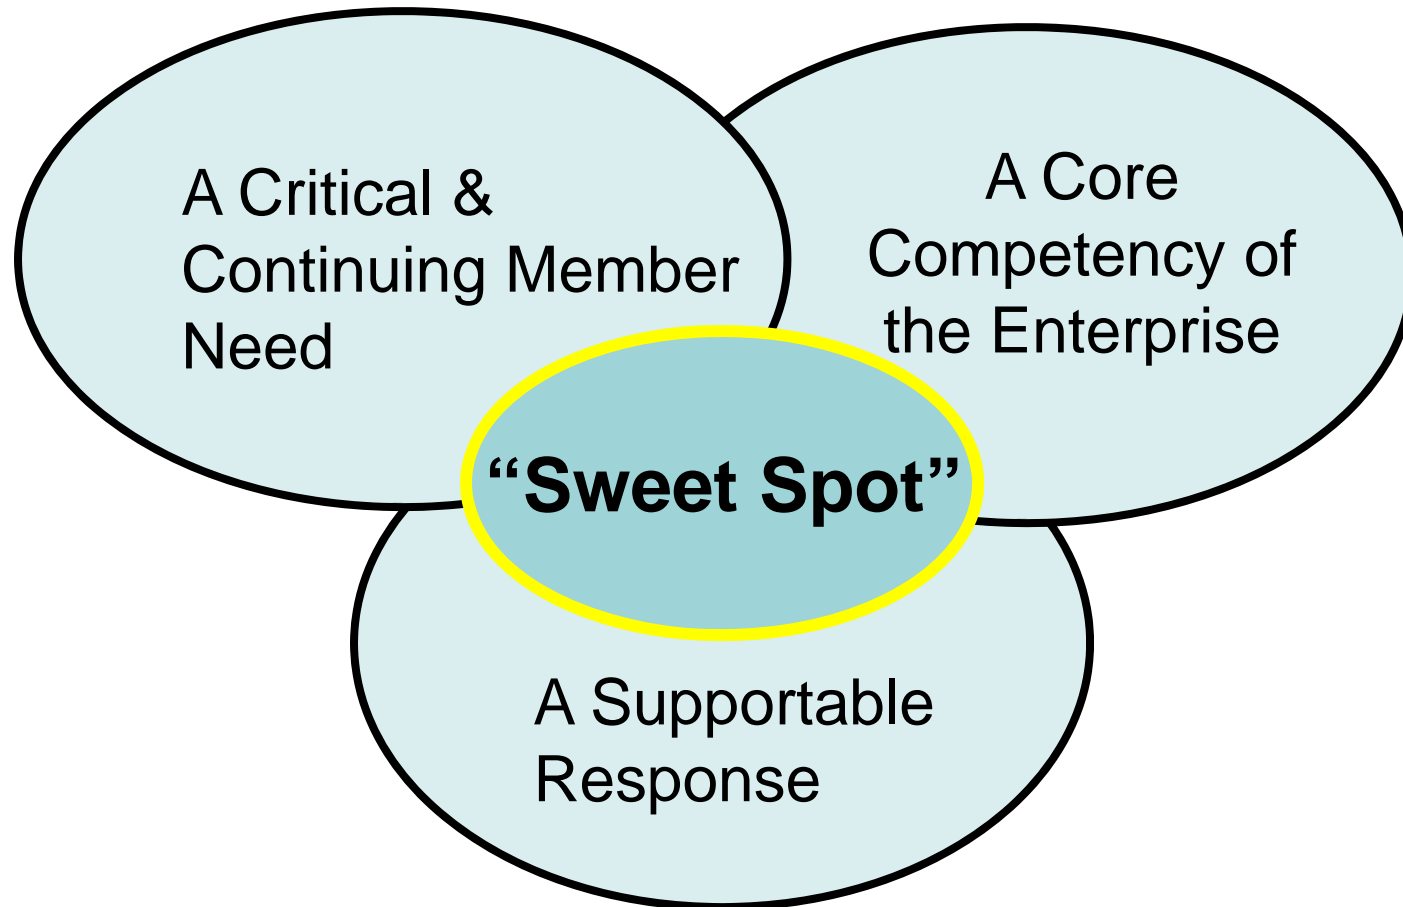 A Critical &
Continuing Member
Need
A Core
Competency of
the Enterprise
“Sweet Spot”
A Supportable
Response